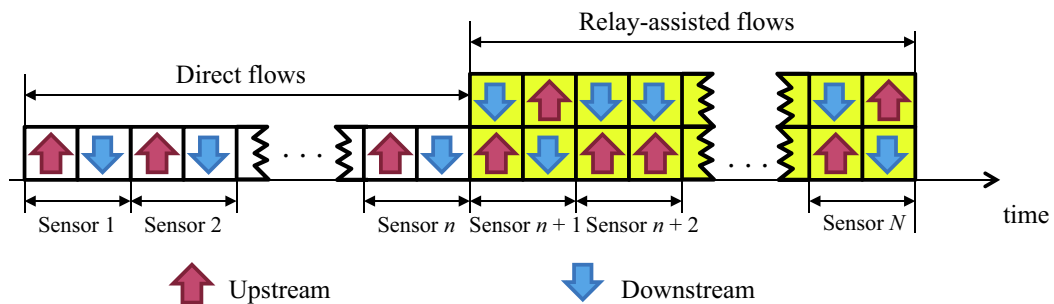 Relay-assisted flows
Direct flows
. . .
. . .
Sensor 1
Sensor 2
Sensor n
Sensor n + 1
Sensor n + 2
Sensor N
time
Upstream
Downstream